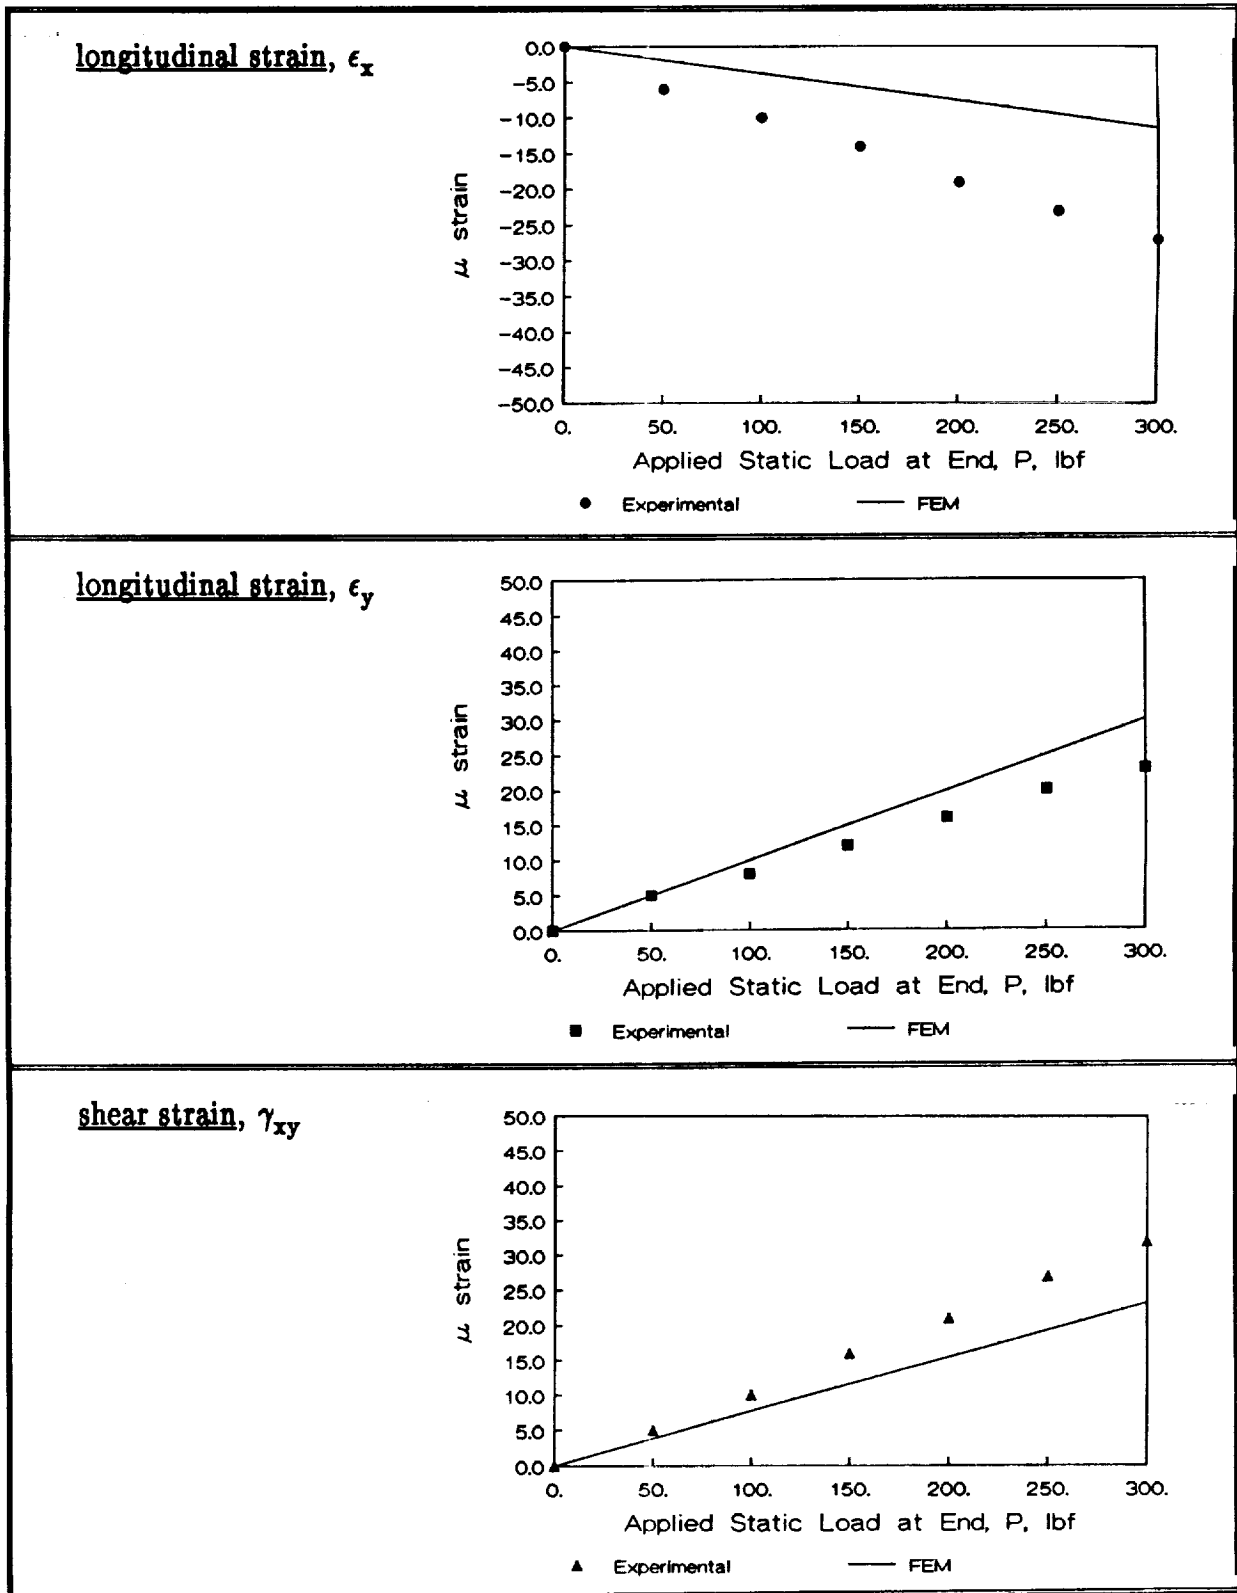 longitudinal strain, ϵx
0.0
−5.0
−10.0
−15.0
−20.0
−25.0
−30.0
−35.0
−40.0
−45.0
−50.0
μ strain
0. 50. 100. 150. 200. 250. 300.
Applied Static Load at End, P, lbf
Experimental FEM
longitudinal strain, ϵy
50.0
45.0
40.0
35.0
30.0
25.0
20.0
15.0
10.0
5.0
0.0
μ strain
0. 50. 100. 150. 200. 250. 300.
Applied Static Load at End, P, lbf
Experimental FEM
shear strain, γxy
50.0
45.0
40.0
35.0
30.0
25.0
20.0
15.0
10.0
5.0
0.0
μ strain
0. 50. 100. 150. 200. 250. 300.
Applied Static Load at End, P, lbf
Experimental FEM